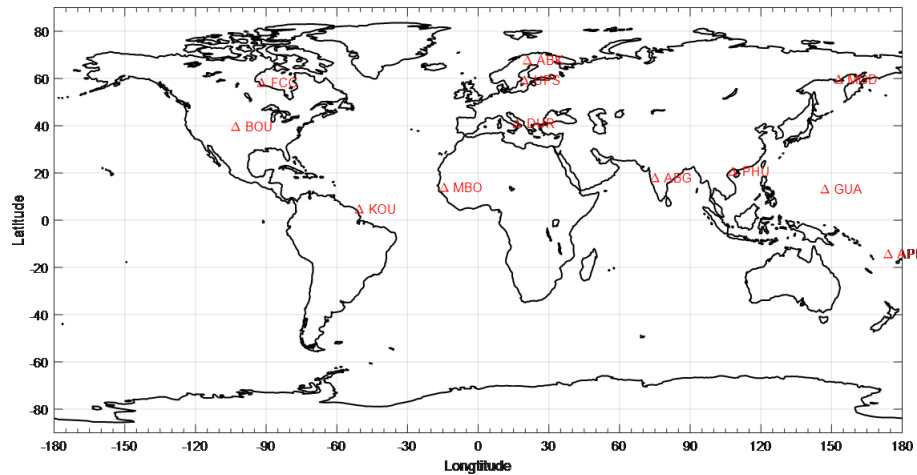 80
60
40
20
0
-20
-40
-60
-80
Latitude
ABK
FCC
UPS
MGD
BOU
DUR
PHU
ABG
MBO
GUA
KOU
API
-180 -150 -120 -90 -60 -30 0 30 60 90 120 150 180
Longtitude